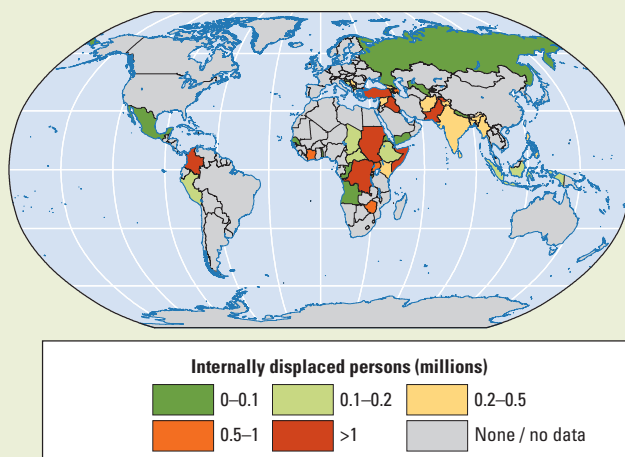 Internally displaced persons (millions)
0–0.1 0.1–0.2 0.2–0.5
0.5–1 >1 None / no data